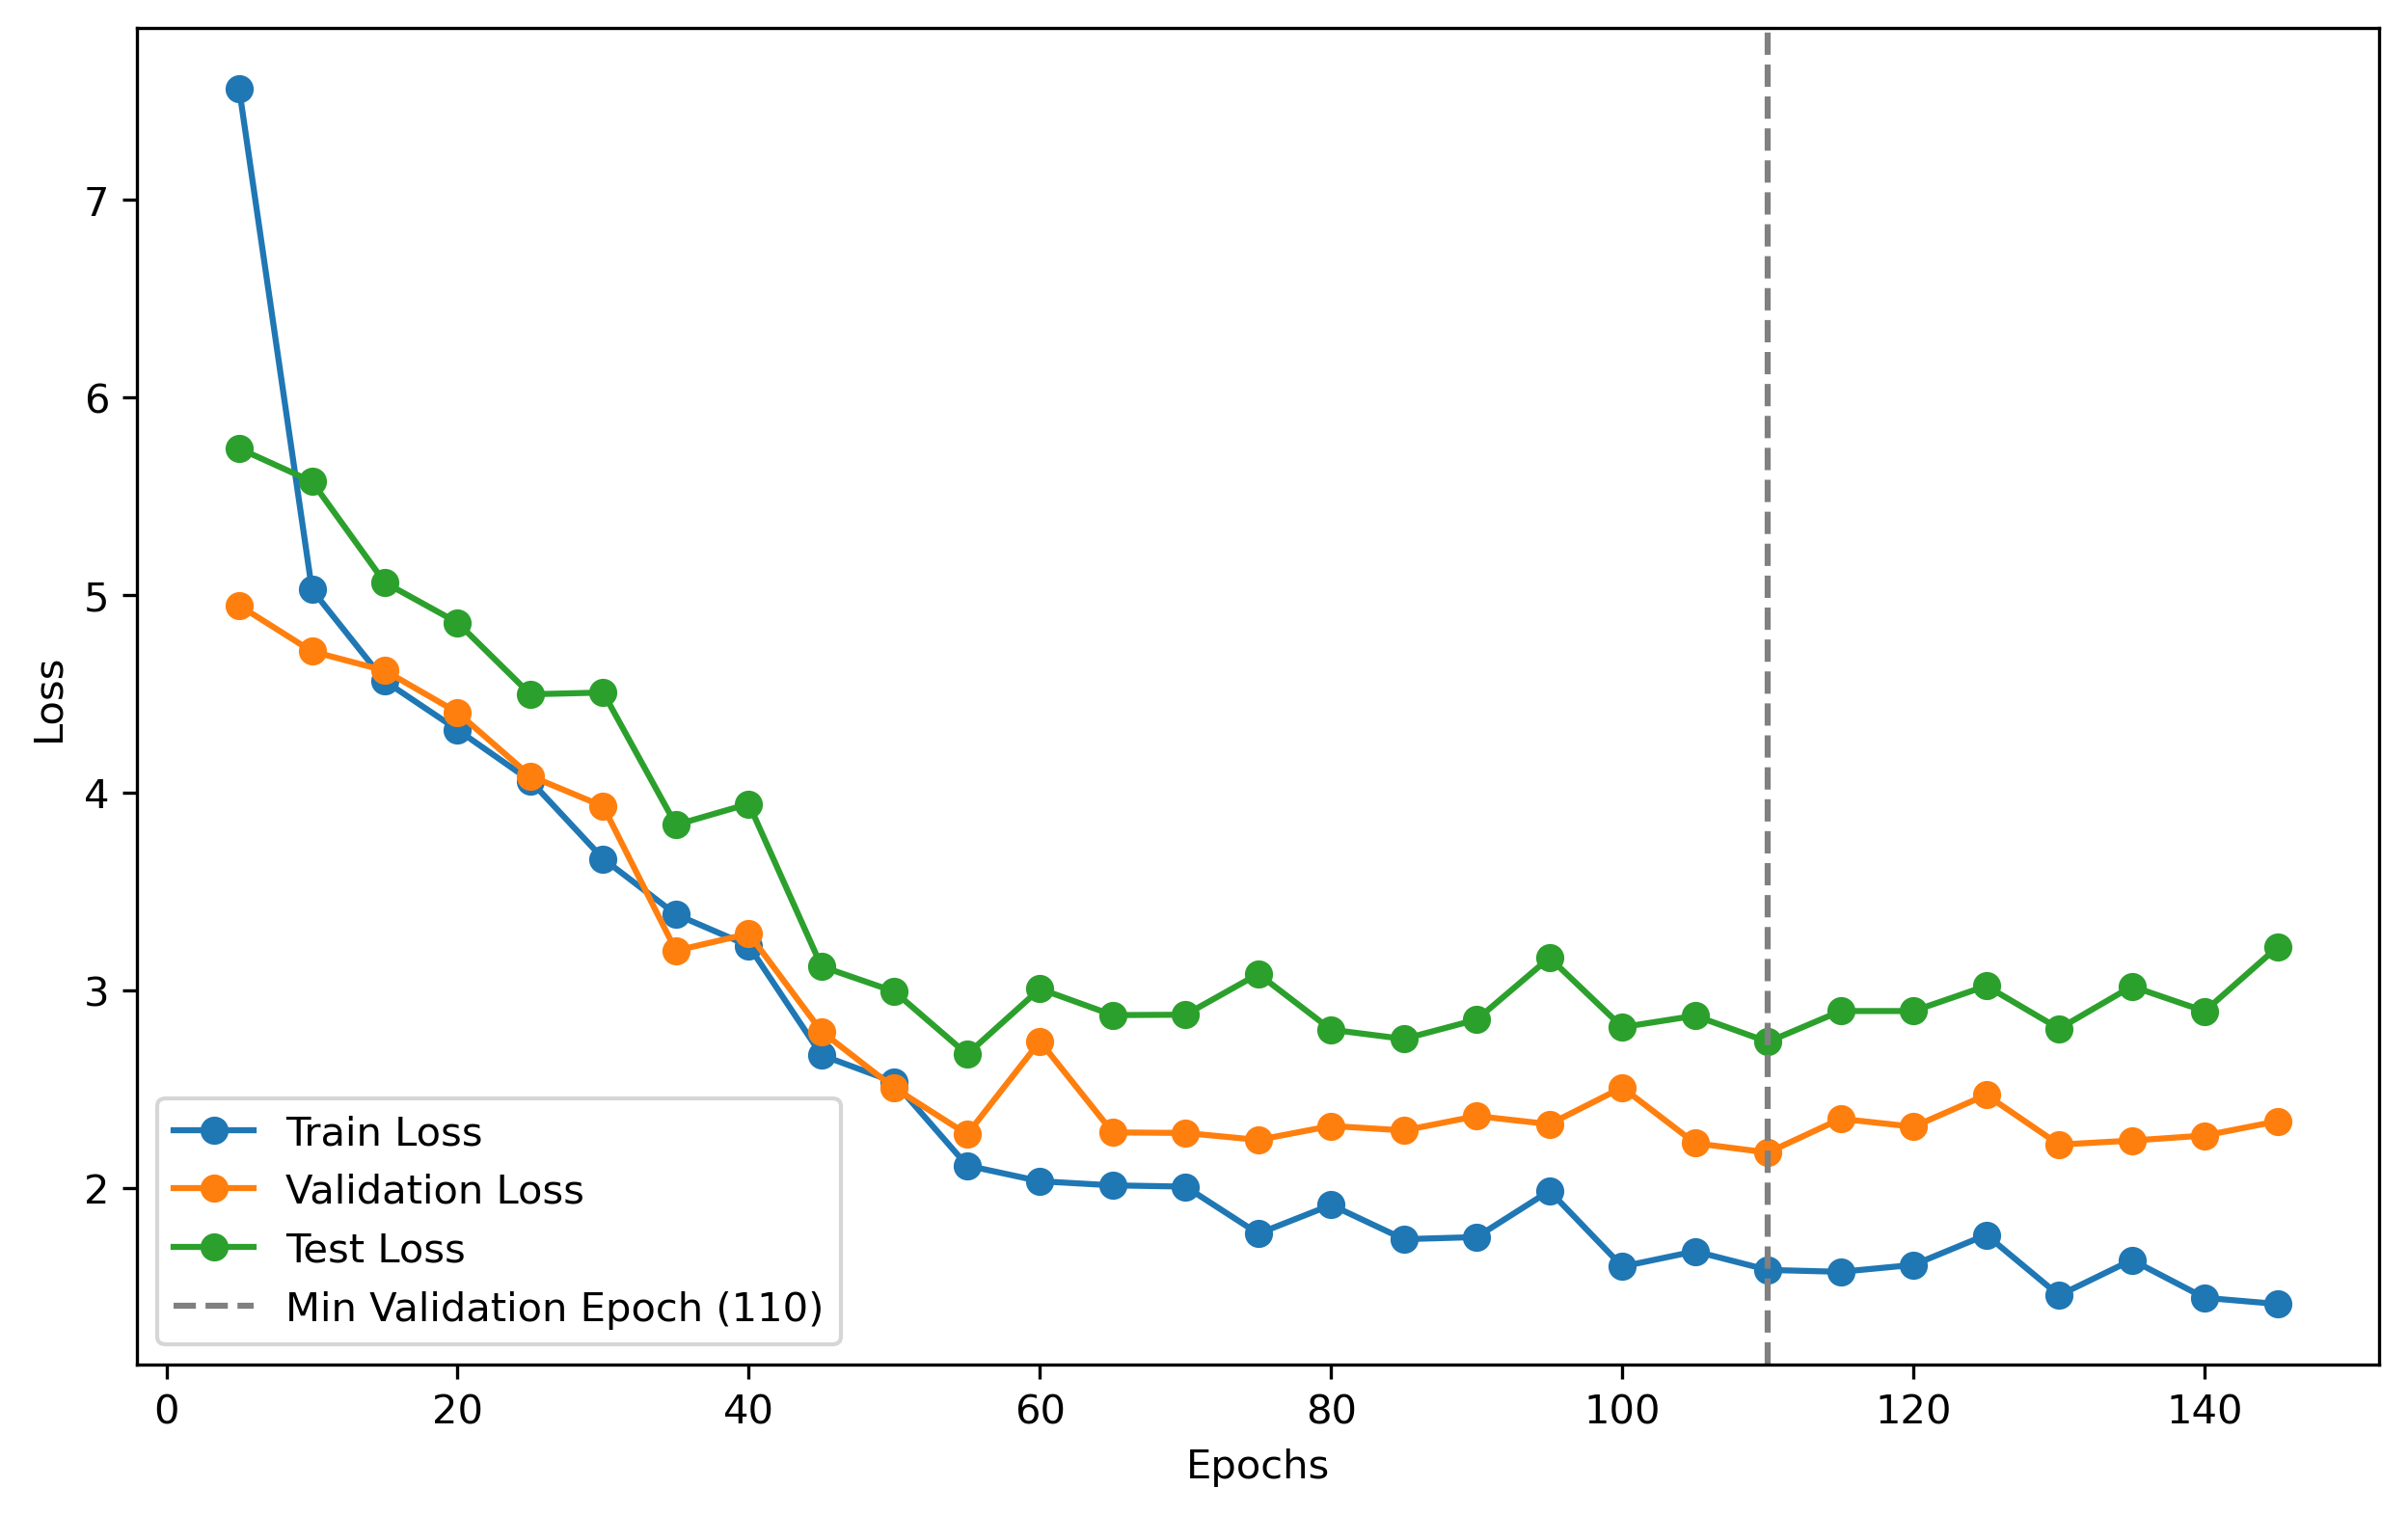 7
6
5
4
3
2
Loss
Train Loss
Validation Loss
Test Loss
Min Validation Epoch (110)
0 20 40 60 80 100 120 140
Epochs